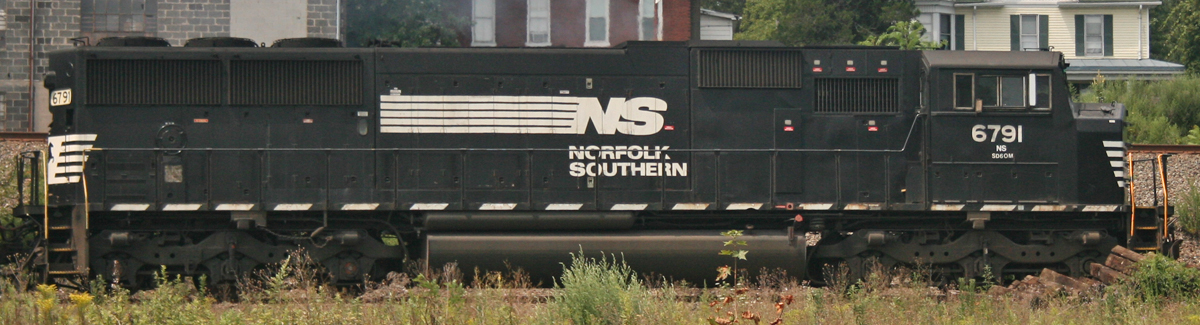 6791
NS
NORFOLK
SOUTHERN
6791
NS
SD60M